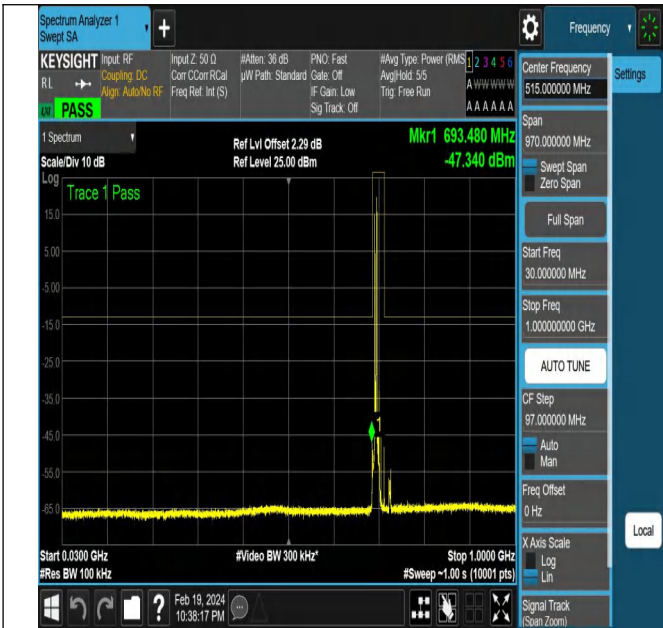 Spectrum Analyzer 1
Swept SA
+
Frequency
KEYSIGHT
RL
LXI
PASS
Input: RF
Coupling: DC
Align: Auto/No RF
Input Z: 50 Ω
Corr CCorr RCal
Freq Ref: Int (S)
#Atten: 36 dB
µW Path: Standard
PNO: Fast
Gate: Off
IF Gain: Low
Sig Track: Off
#Avg Type: Power (RMS
Avg|Hold: 5/5
Trig: Free Run
1 2 3 4 5 6
A W W W W W
A A A A A A
1 Spectrum
Scale/Div 10 dB
Ref Lvl Offset 2.29 dB
Ref Level 25.00 dBm
Mkr1 693.480 MHz
-47.340 dBm
Log
Trace 1 Pass
15.0
5.00
-5.00
-15.0
-25.0
-35.0
-45.0
-55.0
-65.0
1
Start 0.0300 GHz
#Res BW 100 kHz
#Video BW 300 kHz*
Stop 1.0000 GHz
#Sweep ~1.00 s (10001 pts)
Feb 19, 2024
10:38:17 PM
?
Center Frequency
515.000000 MHz
Settings
Span
970.000000 MHz
Swept Span
Zero Span
Full Span
Start Freq
30.000000 MHz
Stop Freq
1.000000000 GHz
AUTO TUNE
CF Step
97.000000 MHz
Auto
Man
Freq Offset
0 Hz
X Axis Scale
Log
Lin
Local
Signal Track
(Span Zoom)